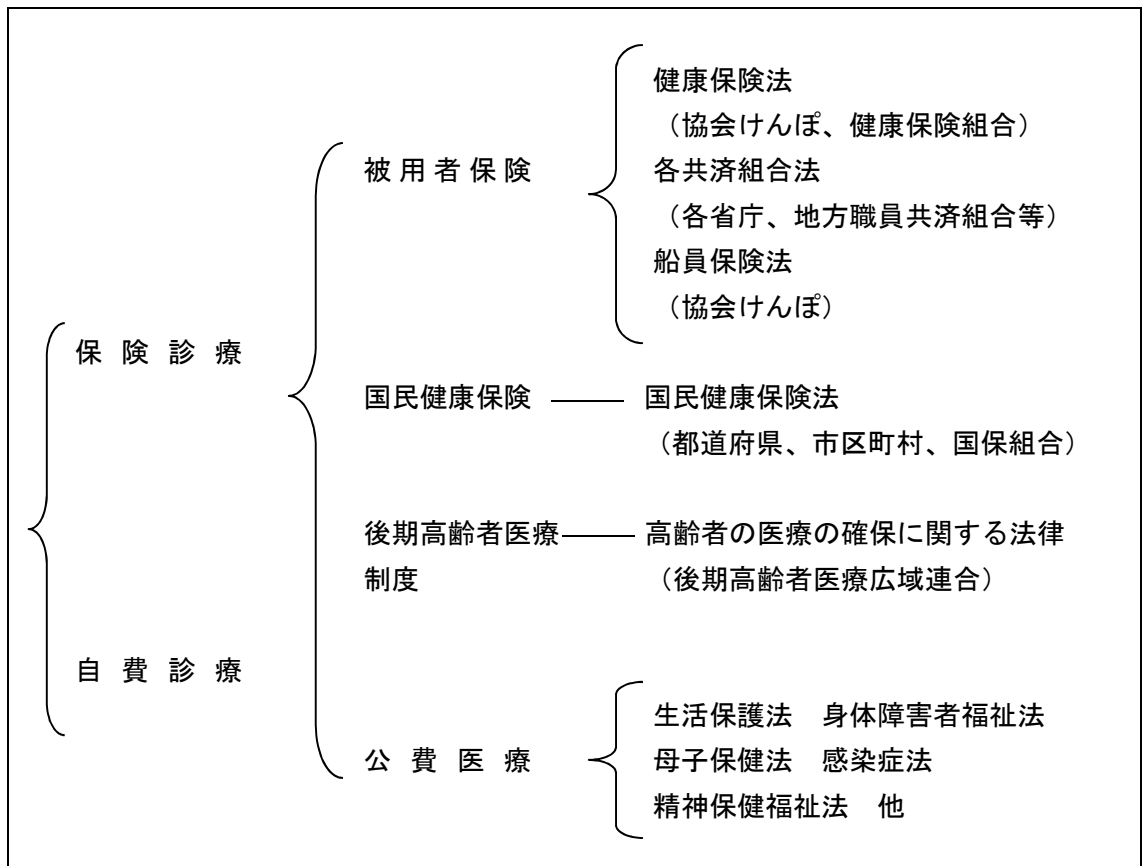 健康保険法
（協会けんぽ、健康保険組合）
被用者保険
各共済組合法
（各省庁、地方職員共済組合等）
船員保険法
（協会けんぽ）
保険診療
国民健康保険
国民健康保険法
（都道府県、市区町村、国保組合）
後期高齢者医療
制度
高齢者の医療の確保に関する法律
（後期高齢者医療広域連合）
自費診療
公費医療
生活保護法　身体障害者福祉法
母子保健法　感染症法
精神保健福祉法　他